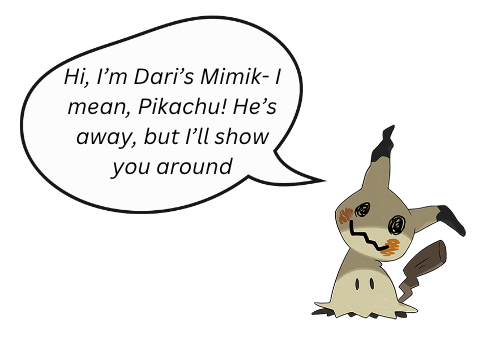 Hi, I’m Dari’s Mimik- I
mean, Pikachu! He’s
away, but I’ll show
you around